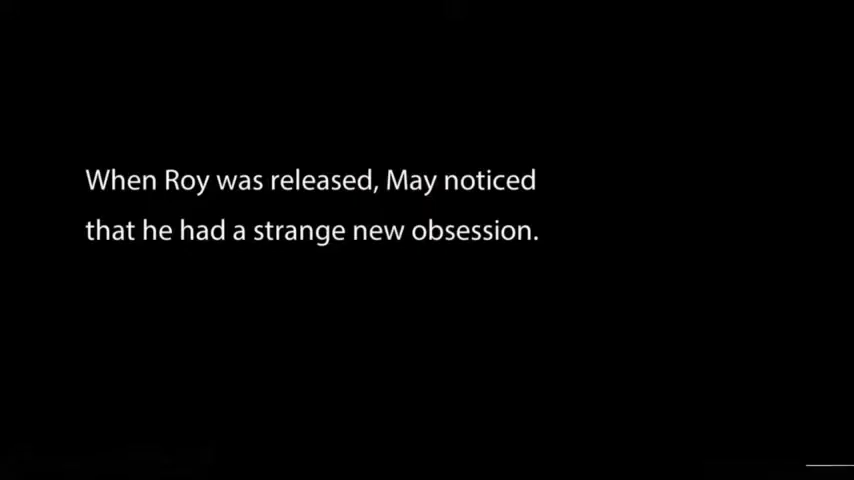 When Roy was released, May noticed
that he had a strange new obsession.